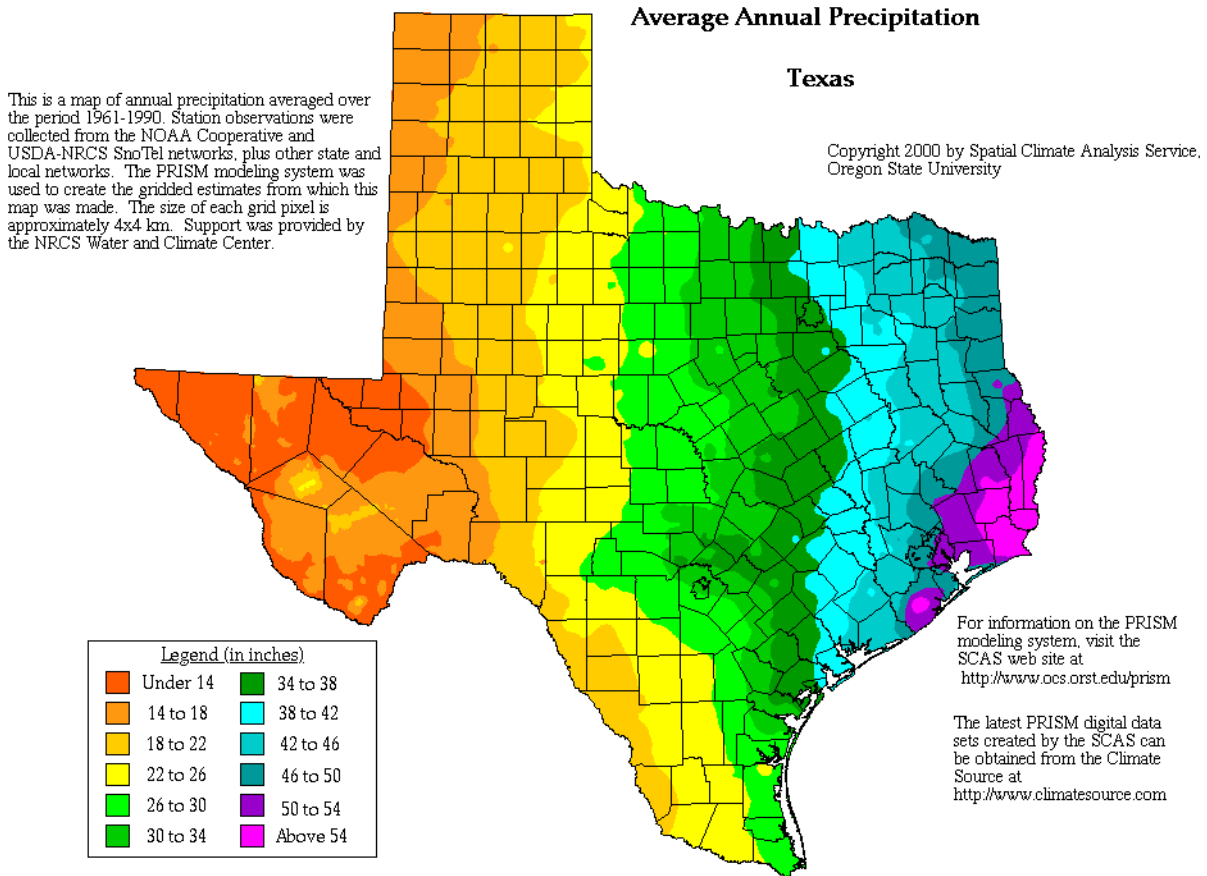 Average Annual Precipitation
Texas
This is a map of annual precipitation averaged over
the period 1961-1990. Station observations were
collected from the NOAA Cooperative and
USDA-NRCS SnoTel networks, plus other state and
local networks. The PRISM modeling system was
used to create the gridded estimates from which this
map was made. The size of each grid pixel is
approximately 4x4 km. Support was provided by
the NRCS Water and Climate Center.
Copyright 2000 by Spatial Climate Analysis Service,
Oregon State University
For information on the PRISM
modeling system, visit the
SCAS web site at
http://www.ocs.orst.edu/prism
The latest PRISM digital data
sets created by the SCAS can
be obtained from the Climate
Source at
http://www.climatesource.com
Legend (in inches)
Under 14
14 to 18
18 to 22
22 to 26
26 to 30
30 to 34
34 to 38
38 to 42
42 to 46
46 to 50
50 to 54
Above 54